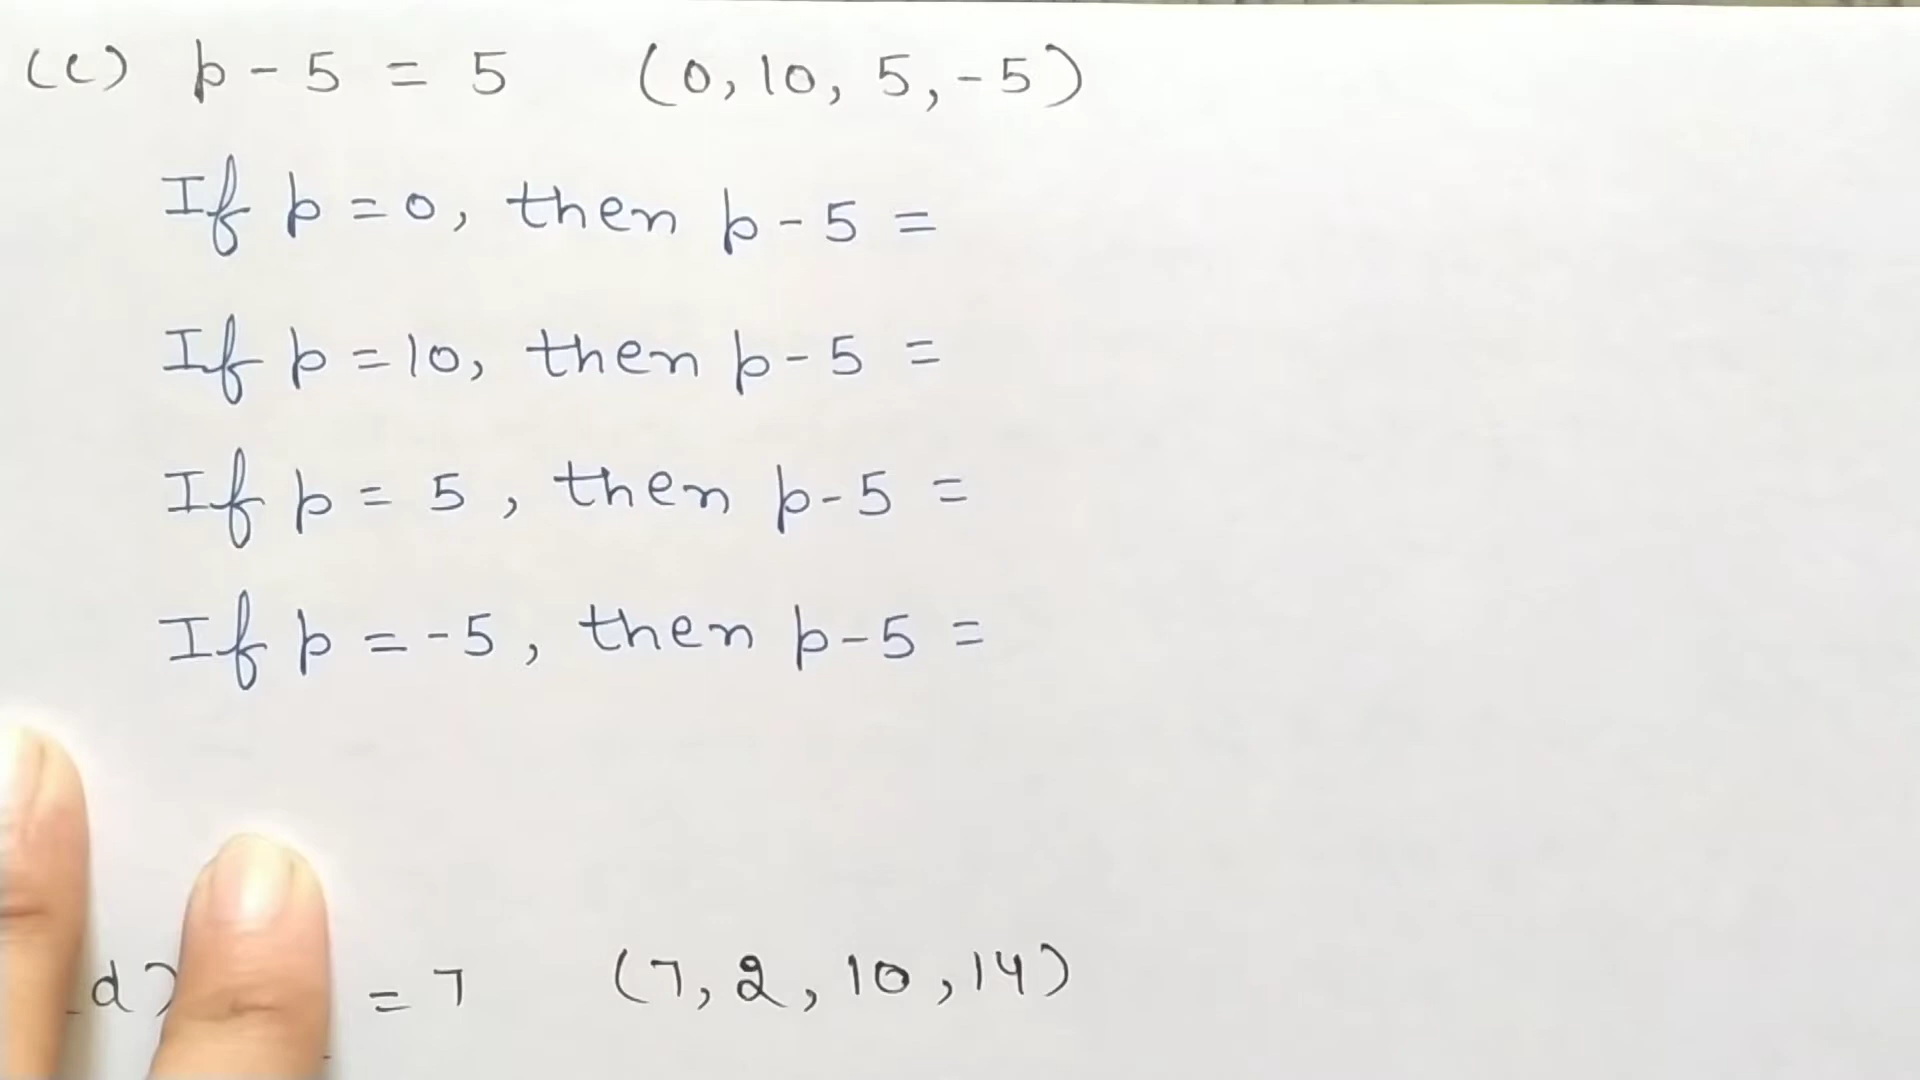 (c) p - 5 = 5 (0, 10, 5, -5)
If p = 0, then p - 5 =
If p = 10, then p - 5 =
If p = 5, then p - 5 =
If p = -5, then p - 5 =
d) = 7 (7, 2, 10, 14)